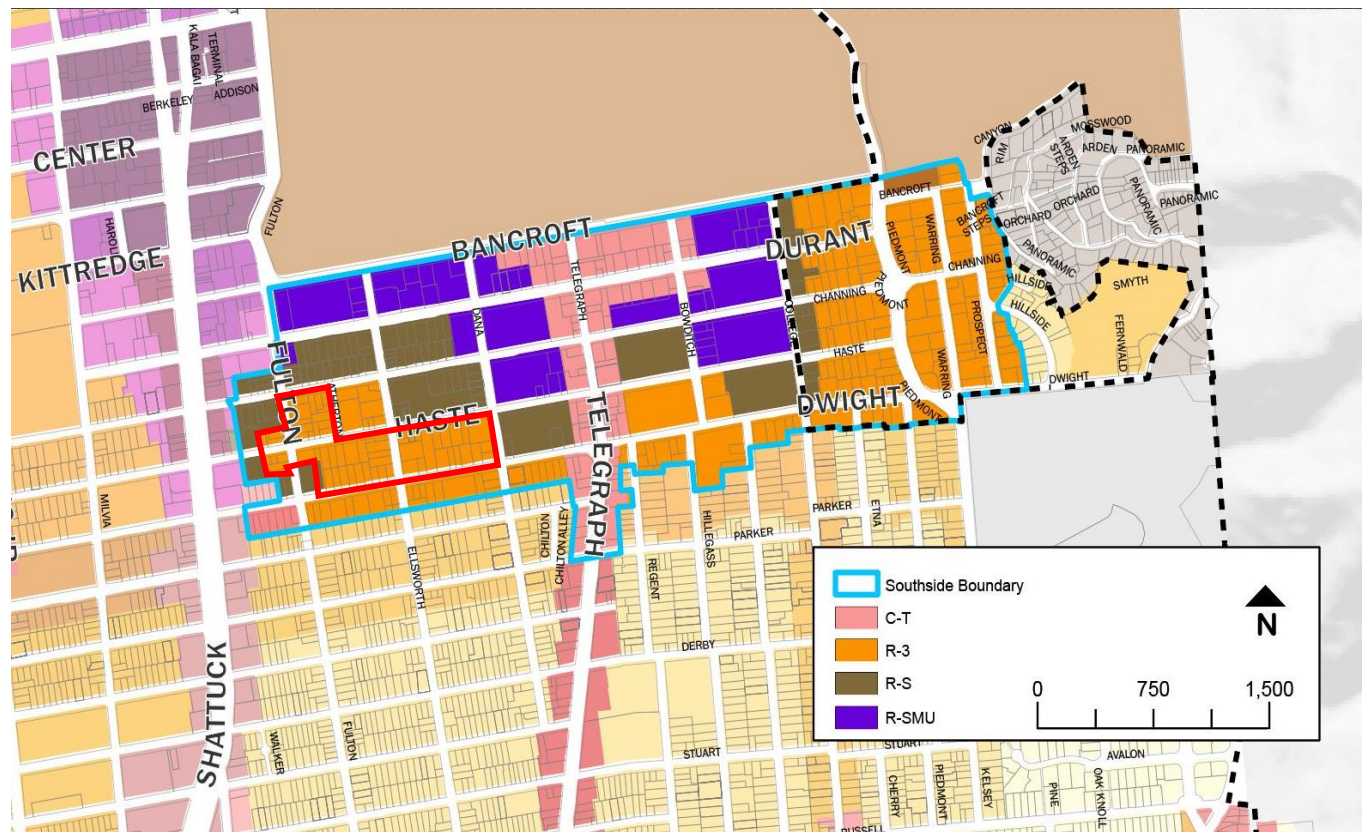 KALA BAGAI
TERMINAL
BERKELEY
ADDISON
CENTER
HAROL
FULTON
KITTREDGE
CANYON
RIM
MOSSWOOD
ARDEN
STEPS
ARDEN
PANORAMIC
PANORAMIC
PANORAMIC
ORCHARD
ORCHARD
BANCROFT
STEPS
PANORAMIC
BANCROFT
WARRING
PIEDMONT
BANCROFT
DURANT
TELEGRAPH
CHANNING
CHANNING
PIEDMONT
HILLSIDE
HILLSIDE
SMYTH
FERNWALD
DANA
BOWDITCH
COLLEGE
PROSPECT
HASTE
WARRING
DWIGHT
FULTON
ATHERTON
HASTE
TELEGRAPH
DWIGHT
PIEDMONT
MILVIA
PARKER
ETNA
PARKER
ELLSWORTH
CHILTON
CHILTON ALLEY
REGENT
HILLEGASS
DERBY
SHATTUCK
WALKER
FULTON
STUART
STUART
AVALON
CHERRY
PIEDMONT
KELSEY
PINE
OAK KNOLL
RUSSELL
Southside Boundary
C-T
R-3
R-S
R-SMU
N
0 750 1,500